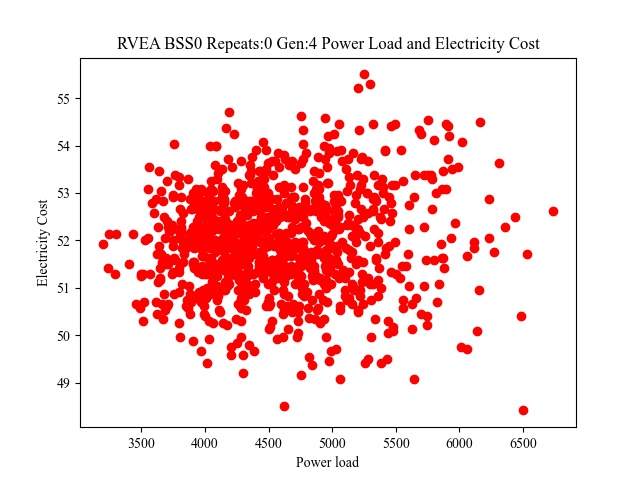 RVEA BSS0 Repeats:0 Gen:4 Power Load and Electricity Cost
55
54
53
52
51
50
49
Electricity Cost
3500 4000 4500 5000 5500 6000 6500
Power load